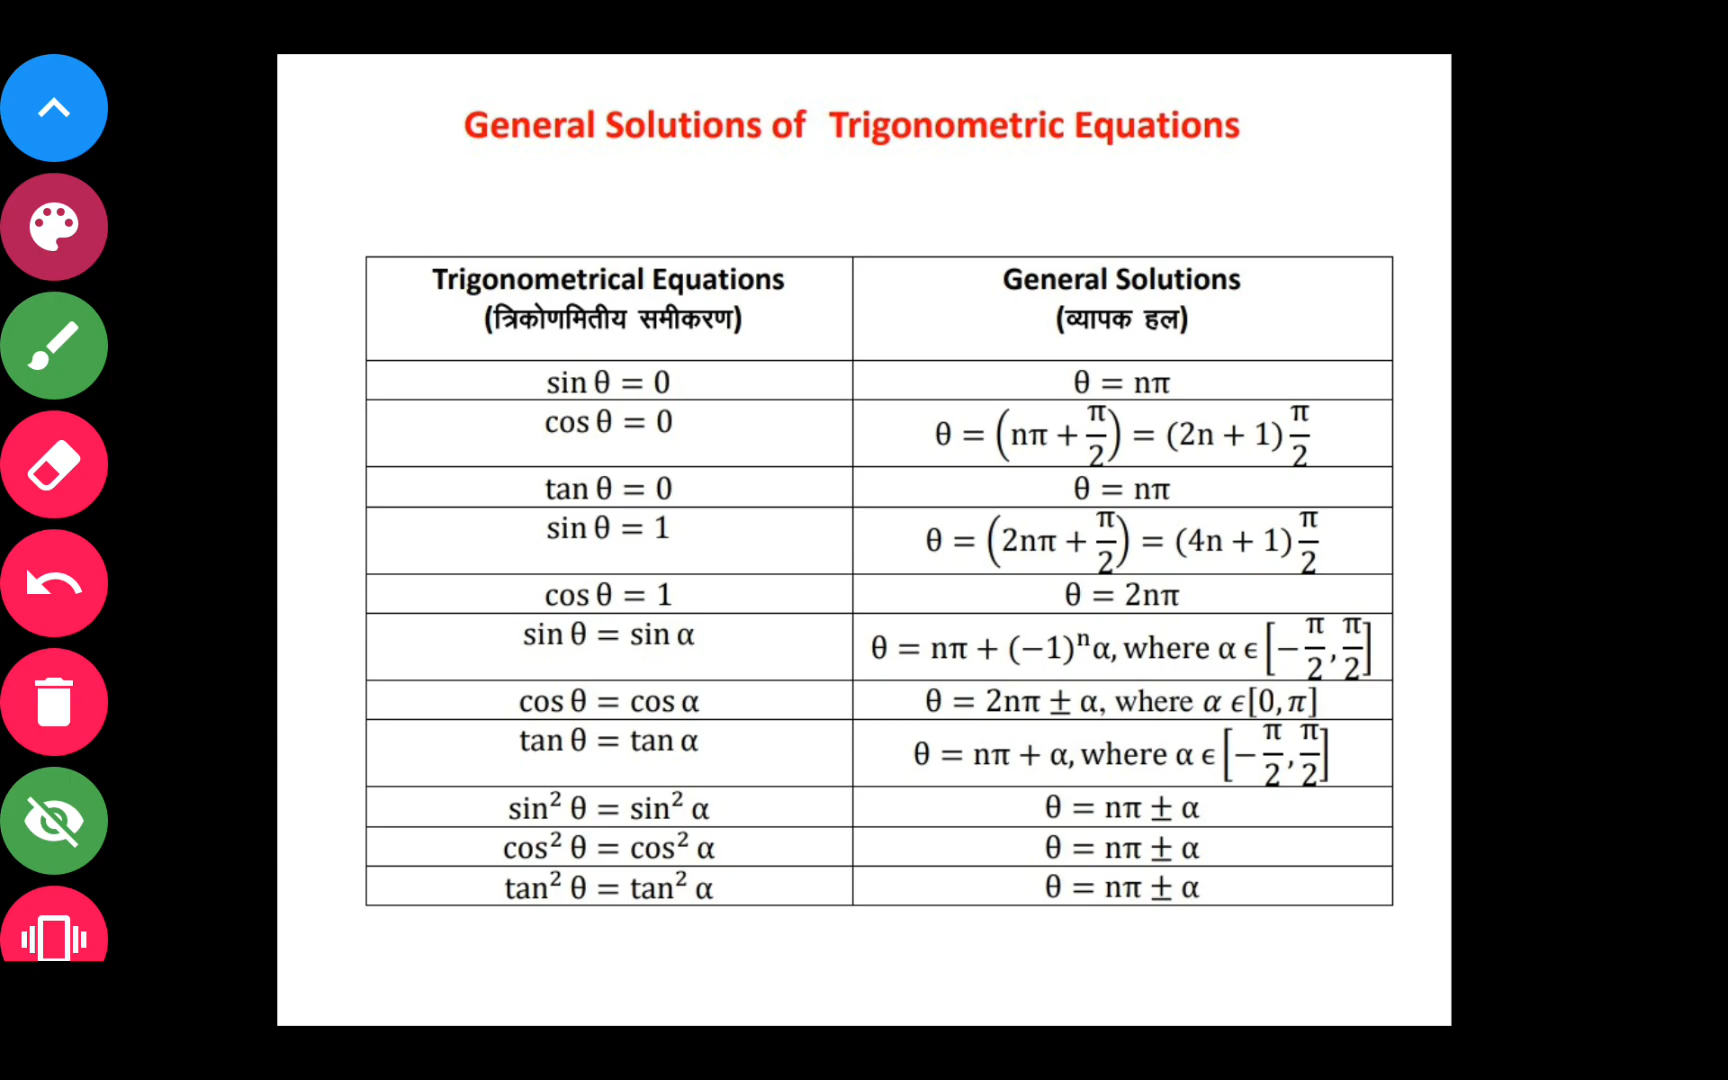 General Solutions of Trigonometric Equations
Trigonometrical Equations
(त्रिकोणमितीय समीकरण)
General Solutions
(व्यापक हल)
sin θ = 0
θ = nπ
cos θ = 0
θ = (nπ + π/2) = (2n + 1) π/2
tan θ = 0
θ = nπ
sin θ = 1
θ = (2nπ + π/2) = (4n + 1) π/2
cos θ = 1
θ = 2nπ
sin θ = sin α
θ = nπ + (−1)ⁿα, where α ϵ [−π/2, π/2]
cos θ = cos α
θ = 2nπ ± α, where α ϵ[0, π]
tan θ = tan α
θ = nπ + α, where α ϵ [−π/2, π/2]
sin² θ = sin² α
θ = nπ ± α
cos² θ = cos² α
θ = nπ ± α
tan² θ = tan² α
θ = nπ ± α